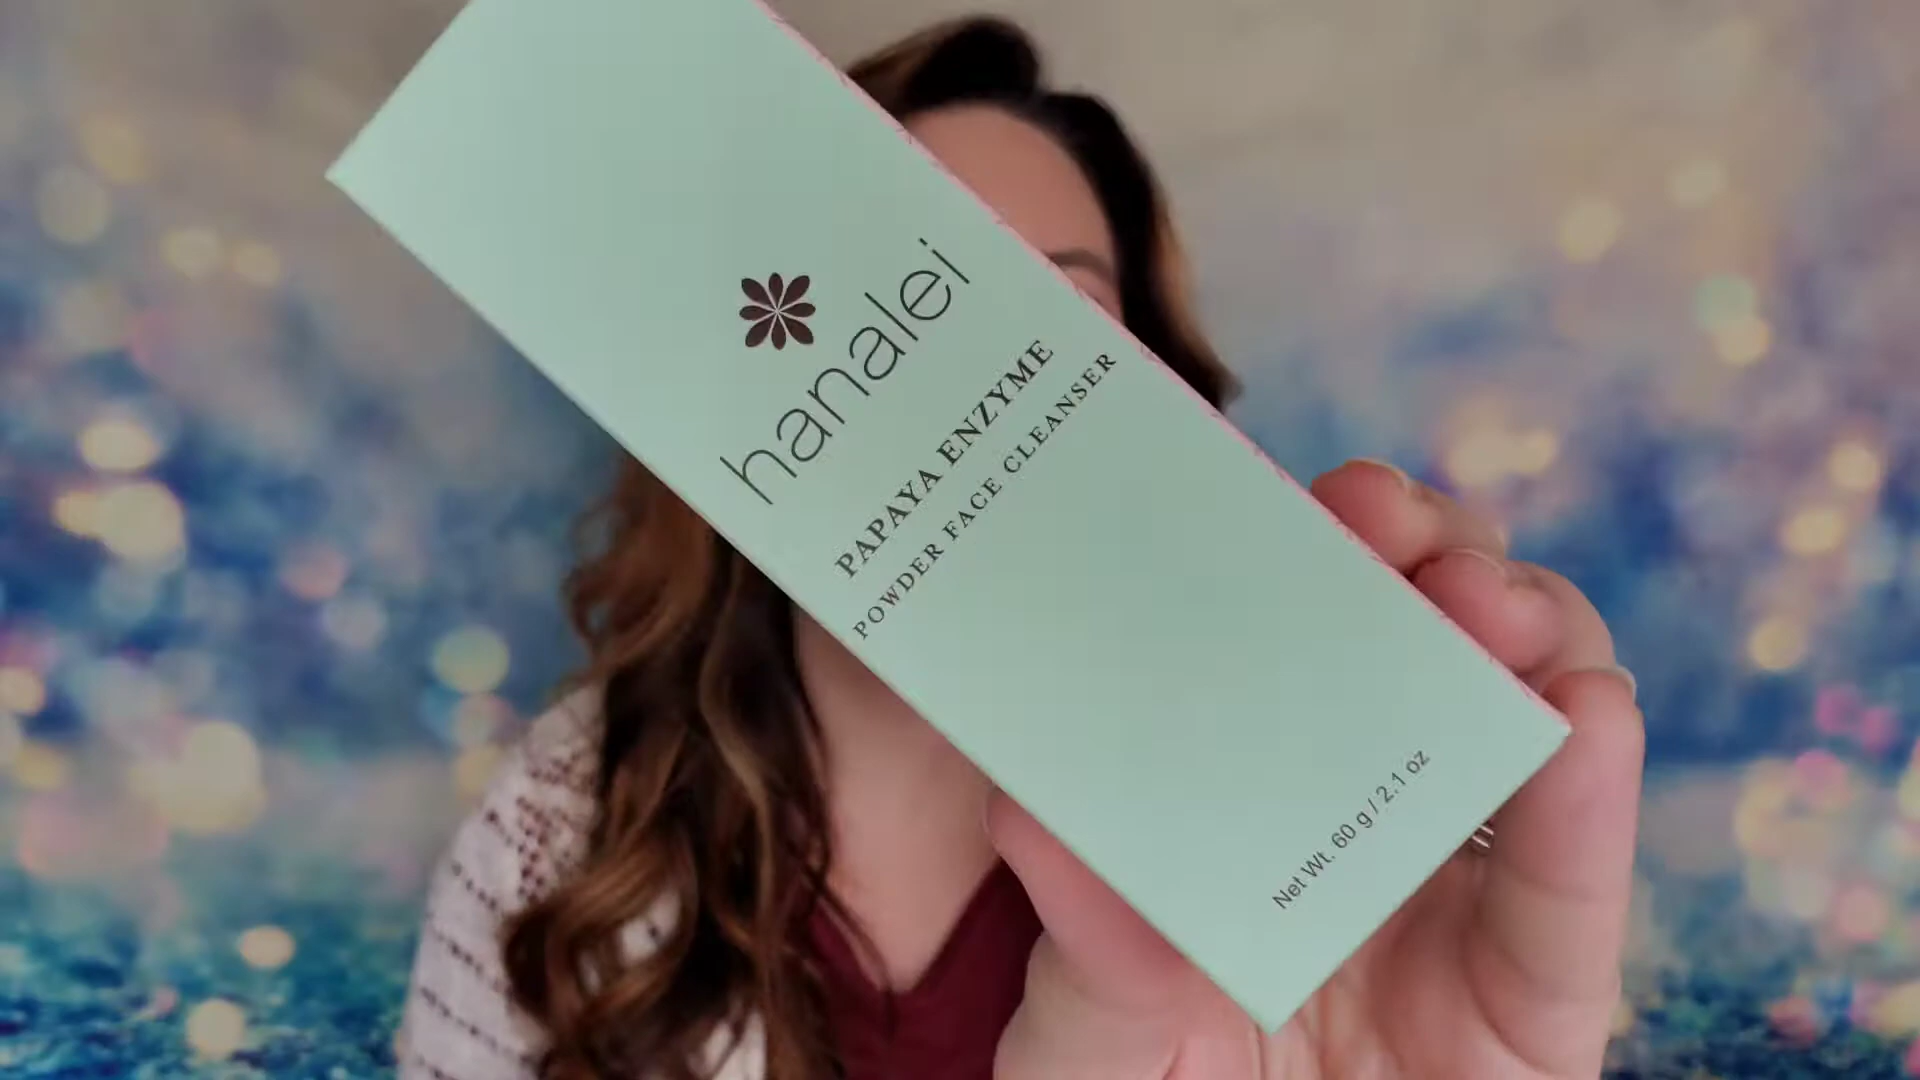 hanalei
PAPAYA ENZYME
POWDER FACE CLEANSER
Net Wt. 60 g / 2.1 oz